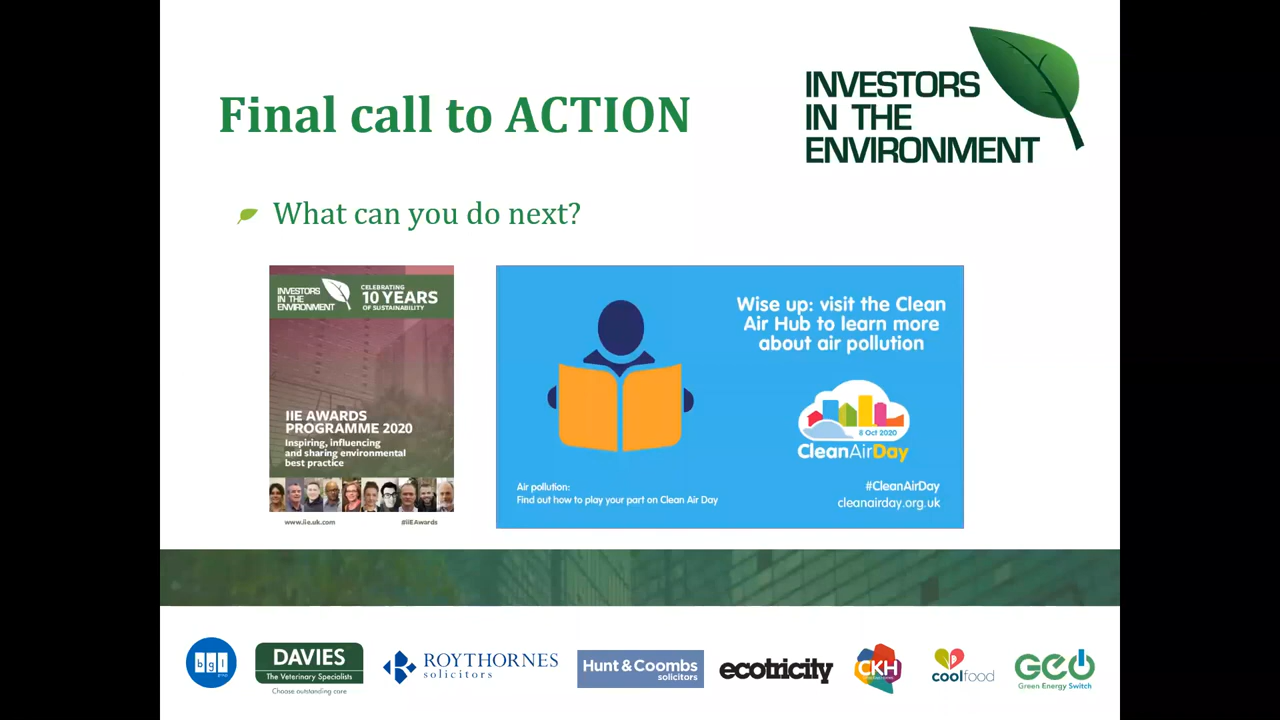 Final call to ACTION
INVESTORS
IN THE
ENVIRONMENT
What can you do next?
INVESTORS
IN THE
ENVIRONMENT
CELEBRATING
10 YEARS
OF SUSTAINABILITY
IIE AWARDS
PROGRAMME 2020
Inspiring, influencing
and sharing environmental
best practice
www.iie.uk.com
#iiEAwards
Wise up: visit the Clean
Air Hub to learn more
about air pollution
8 Oct 2020
CleanAirDay
Air pollution:
Find out how to play your part on Clean Air Day
#CleanAirDay
cleanairday.org.uk
bgl
DAVIES
The Veterinary Specialists
Choose outstanding care
ROYTHORNES
solicitors
Hunt & Coombs
solicitors
ecotricity
CKH
coolfood
GEO
Green Energy Switch